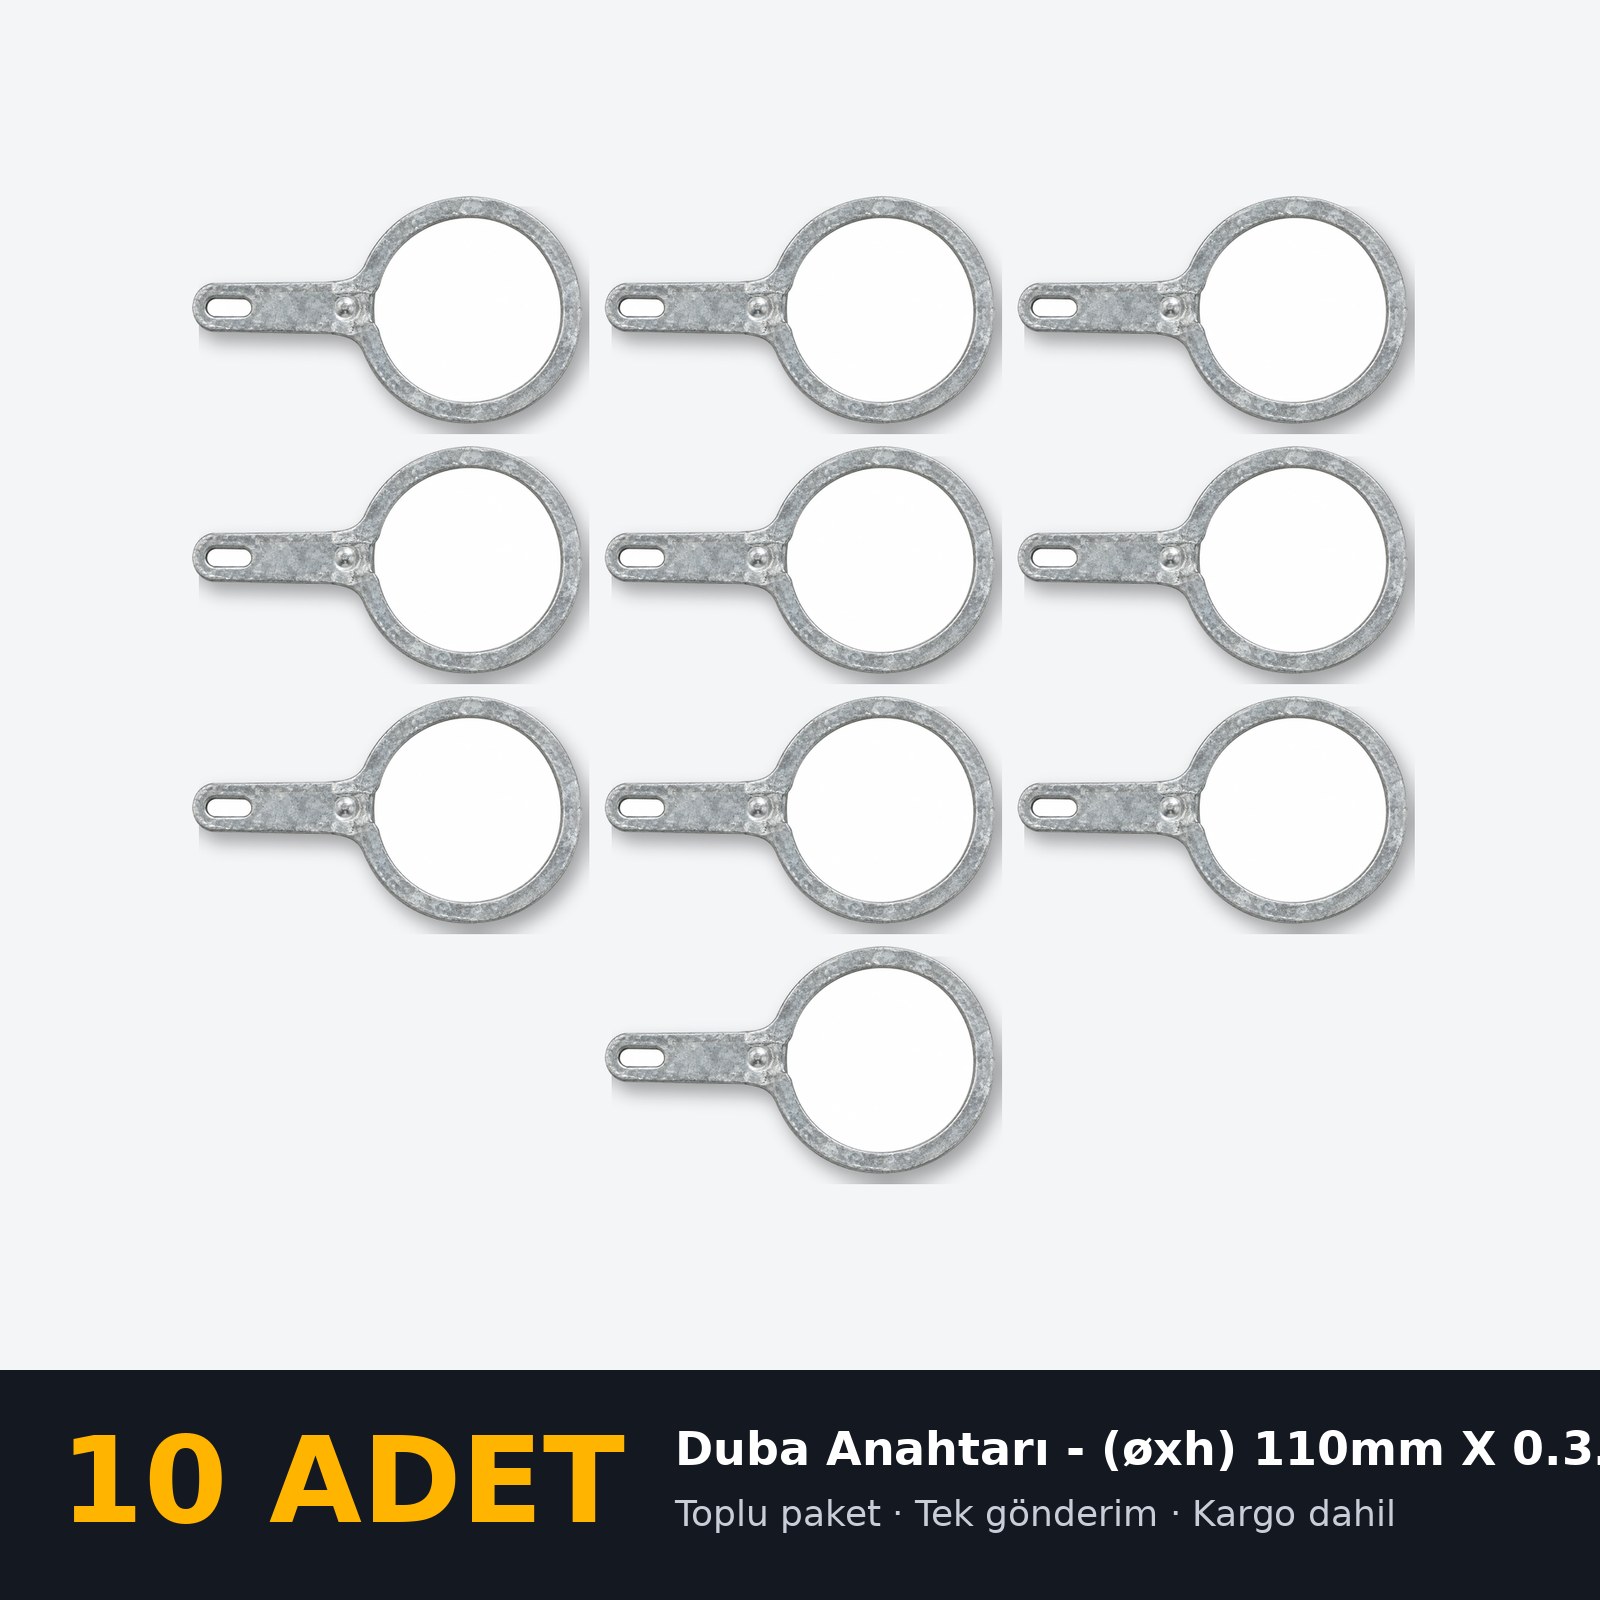 10 ADET
Duba Anahtarı - (øxh) 110mm X 0.3.
Toplu paket · Tek gönderim · Kargo dahil